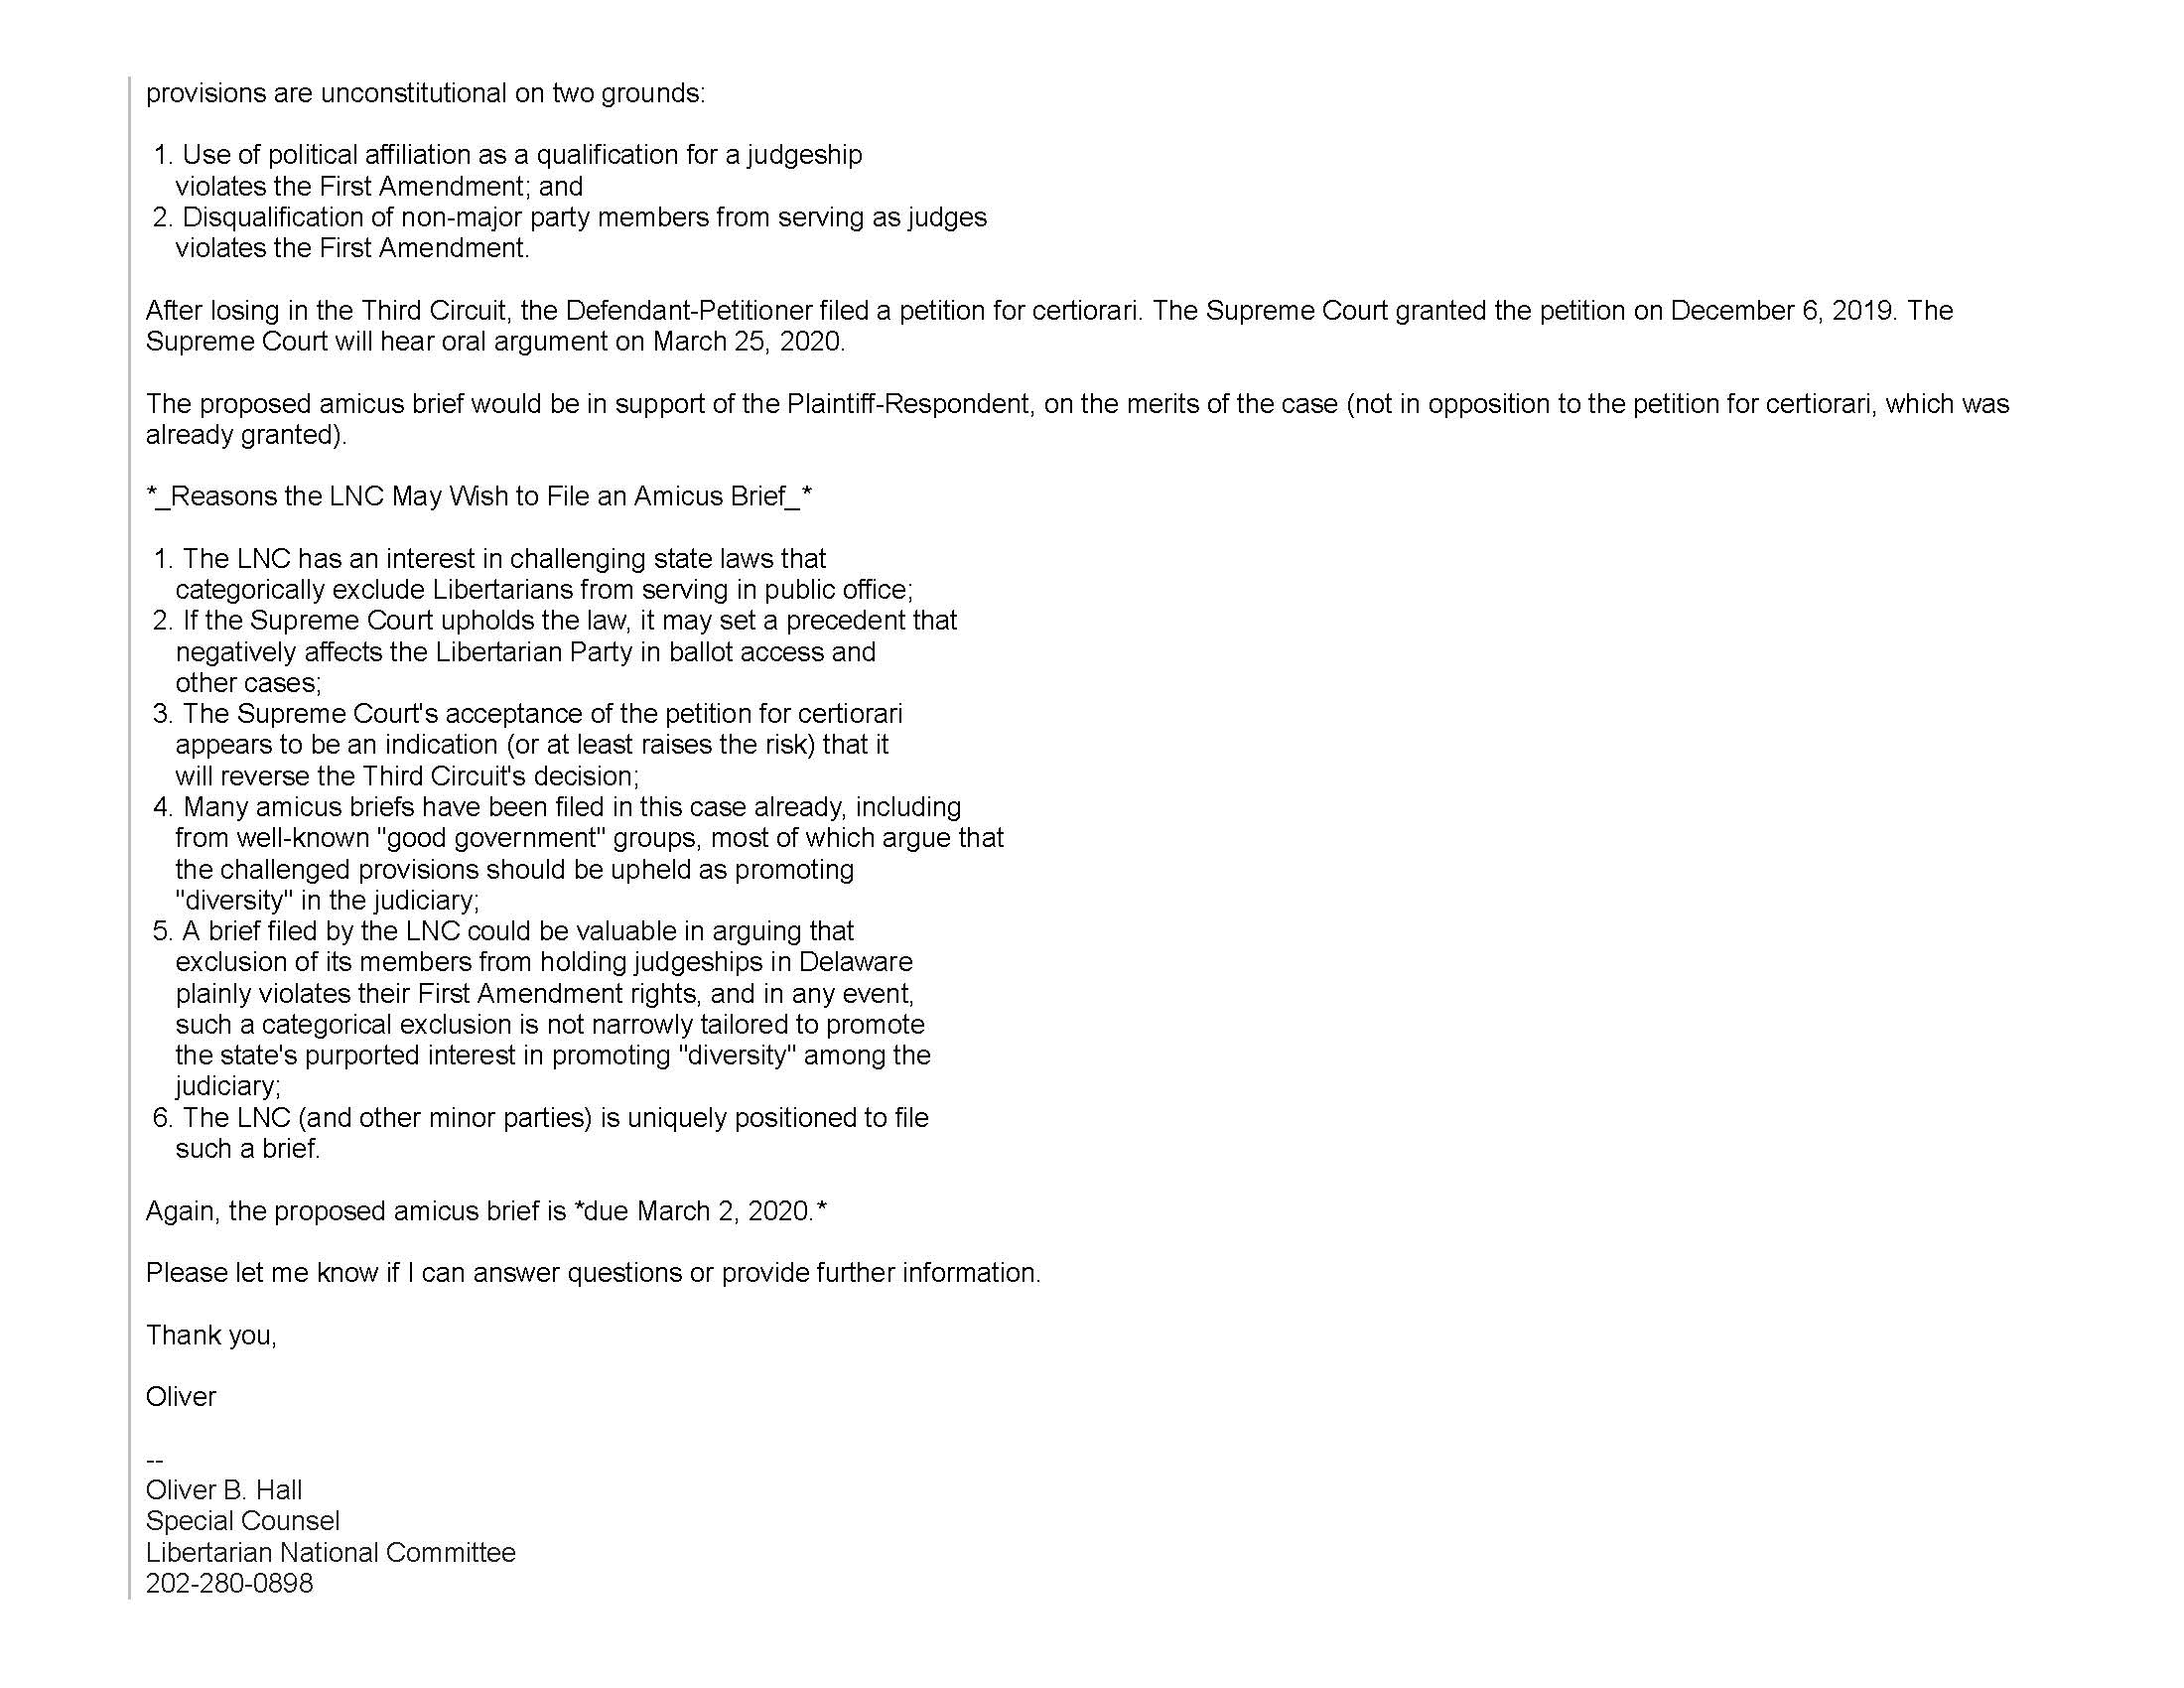 provisions are unconstitutional on two grounds:
1. Use of political affiliation as a qualification for a judgeship
violates the First Amendment; and
2. Disqualification of non-major party members from serving as judges
violates the First Amendment.
After losing in the Third Circuit, the Defendant-Petitioner filed a petition for certiorari. The Supreme Court granted the petition on December 6, 2019. The
Supreme Court will hear oral argument on March 25, 2020.
The proposed amicus brief would be in support of the Plaintiff-Respondent, on the merits of the case (not in opposition to the petition for certiorari, which was
already granted).
*_Reasons the LNC May Wish to File an Amicus Brief_*
1. The LNC has an interest in challenging state laws that
categorically exclude Libertarians from serving in public office;
2. If the Supreme Court upholds the law, it may set a precedent that
negatively affects the Libertarian Party in ballot access and
other cases;
3. The Supreme Court's acceptance of the petition for certiorari
appears to be an indication (or at least raises the risk) that it
will reverse the Third Circuit's decision;
4. Many amicus briefs have been filed in this case already, including
from well-known "good government" groups, most of which argue that
the challenged provisions should be upheld as promoting
"diversity" in the judiciary;
5. A brief filed by the LNC could be valuable in arguing that
exclusion of its members from holding judgeships in Delaware
plainly violates their First Amendment rights, and in any event,
such a categorical exclusion is not narrowly tailored to promote
the state's purported interest in promoting "diversity" among the
judiciary;
6. The LNC (and other minor parties) is uniquely positioned to file
such a brief.
Again, the proposed amicus brief is *due March 2, 2020.*
Please let me know if I can answer questions or provide further information.
Thank you,
Oliver
--
Oliver B. Hall
Special Counsel
Libertarian National Committee
202-280-0898